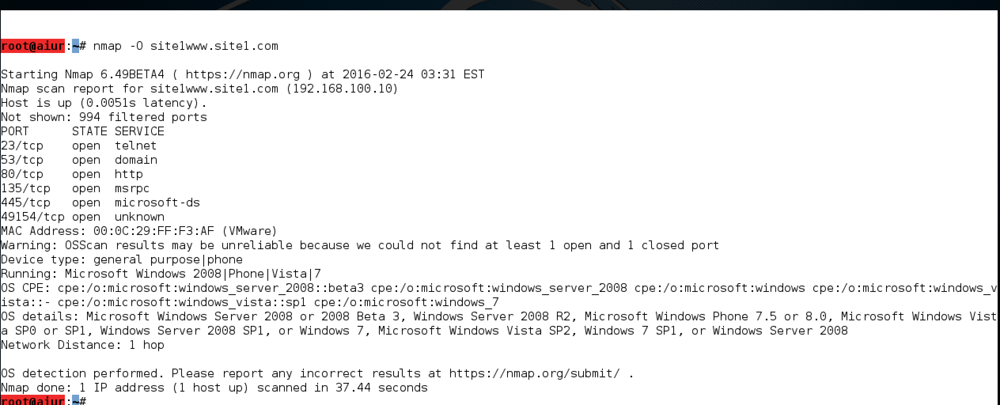 root@aiur:~# nmap -O site1www.site1.com
Starting Nmap 6.49BETA4 ( https://nmap.org ) at 2016-02-24 03:31 EST
Nmap scan report for site1www.site1.com (192.168.100.10)
Host is up (0.0051s latency).
Not shown: 994 filtered ports
PORT      STATE SERVICE
23/tcp    open  telnet
53/tcp    open  domain
80/tcp    open  http
135/tcp   open  msrpc
445/tcp   open  microsoft-ds
49154/tcp open  unknown
MAC Address: 00:0C:29:FF:F3:AF (VMware)
Warning: OSScan results may be unreliable because we could not find at least 1 open and 1 closed port
Device type: general purpose|phone
Running: Microsoft Windows 2008|Phone|Vista|7
OS CPE: cpe:/o:microsoft:windows_server_2008::beta3 cpe:/o:microsoft:windows_server_2008 cpe:/o:microsoft:windows cpe:/o:microsoft:windows_v
ista::- cpe:/o:microsoft:windows_vista::sp1 cpe:/o:microsoft:windows_7
OS details: Microsoft Windows Server 2008 or 2008 Beta 3, Windows Server 2008 R2, Microsoft Windows Phone 7.5 or 8.0, Microsoft Windows Vist
a SP0 or SP1, Windows Server 2008 SP1, or Windows 7, Microsoft Windows Vista SP2, Windows 7 SP1, or Windows Server 2008
Network Distance: 1 hop
OS detection performed. Please report any incorrect results at https://nmap.org/submit/ .
Nmap done: 1 IP address (1 host up) scanned in 37.44 seconds
root@aiur:~#